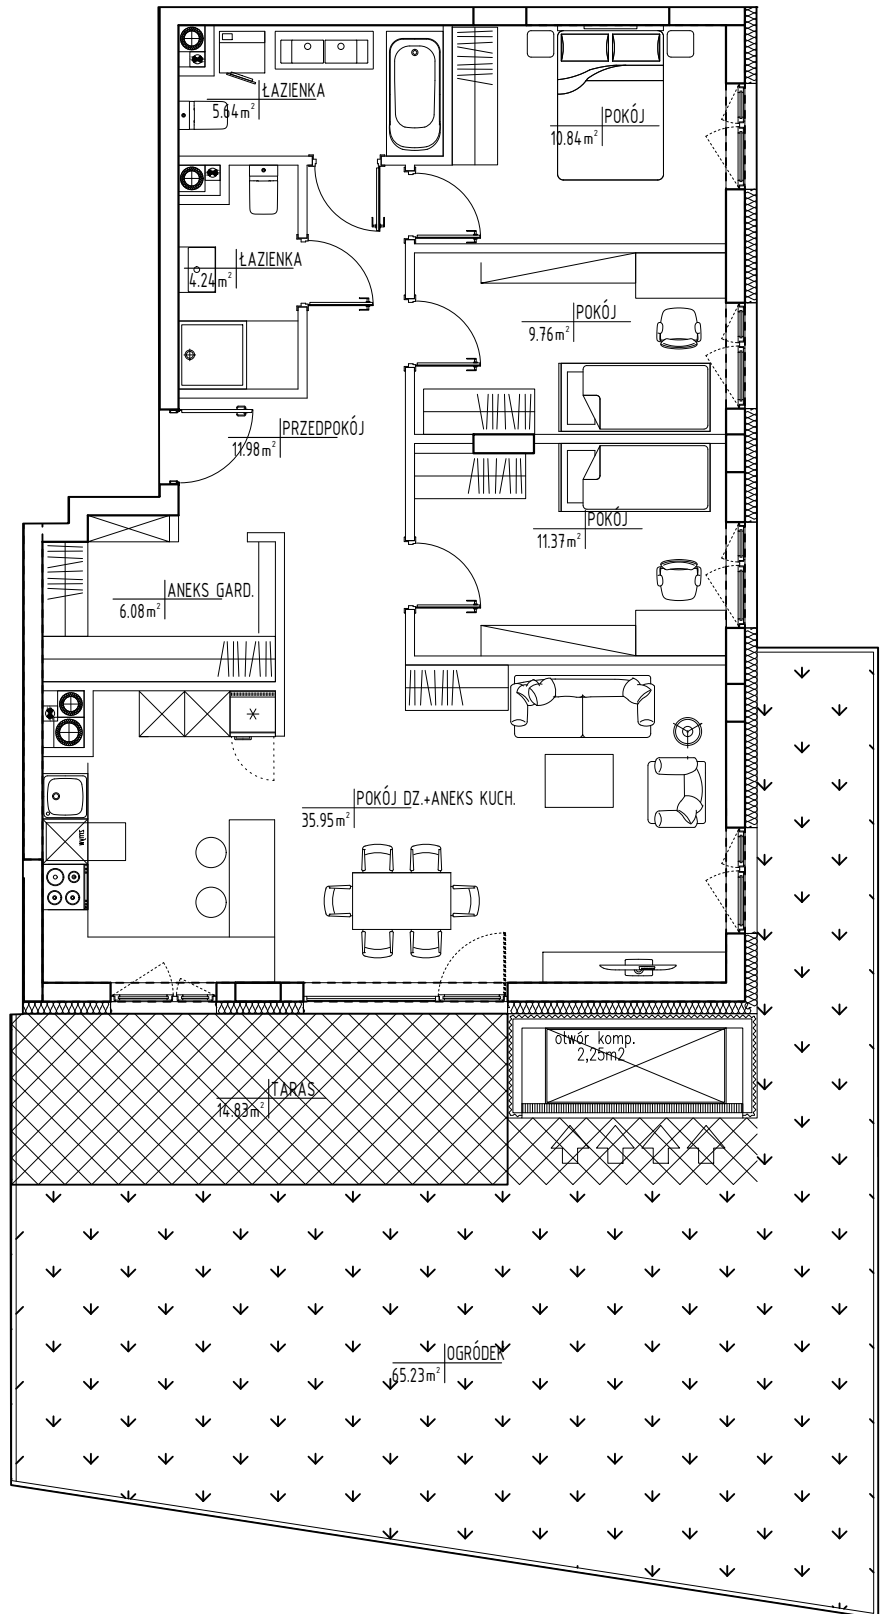 ŁAZIENKA
5.64m²
POKÓJ
10.84m²
ŁAZIENKA
4.24m²
POKÓJ
9.76m²
PRZEDPOKÓJ
11.98m²
POKÓJ
11.37m²
ANEKS GARD.
6.08m²
POKÓJ DZ.+ANEKS KUCH.
35.95m²
otwór komp.
2,25m2
TARAS
14.83m²
OGRÓDEK
65.23m²